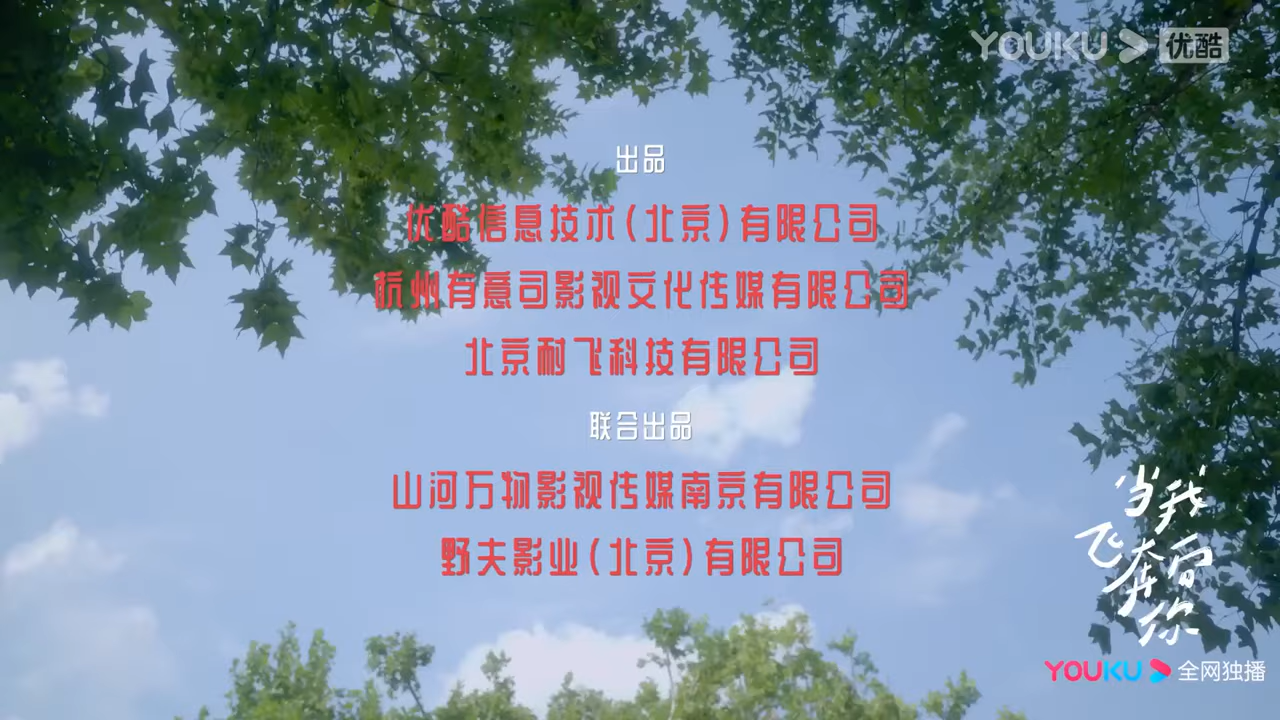 YOUKU 优酷
出品
优酷信息技术(北京)有限公司
杭州有意司影视文化传媒有限公司
北京耐飞科技有限公司
联合出品
山河万物影视传媒南京有限公司
野夫影业(北京)有限公司
当我
飞奔向
你
YOUKU 全网独播